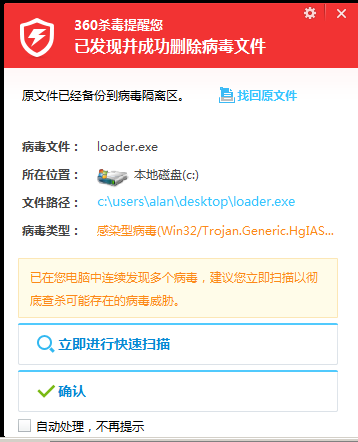 360杀毒提醒您
已发现并成功删除病毒文件
原文件已经备份到病毒隔离区。 找回原文件
病毒文件： loader.exe
所在位置： 本地磁盘(c:)
文件路径： c:\users\alan\desktop\loader.exe
病毒类型： 感染型病毒(Win32/Trojan.Generic.HgIAS...
已在您电脑中连续发现多个病毒，建议您立即扫描以彻
底查杀可能存在的病毒威胁。
立即进行快速扫描
确认
自动处理，不再提示